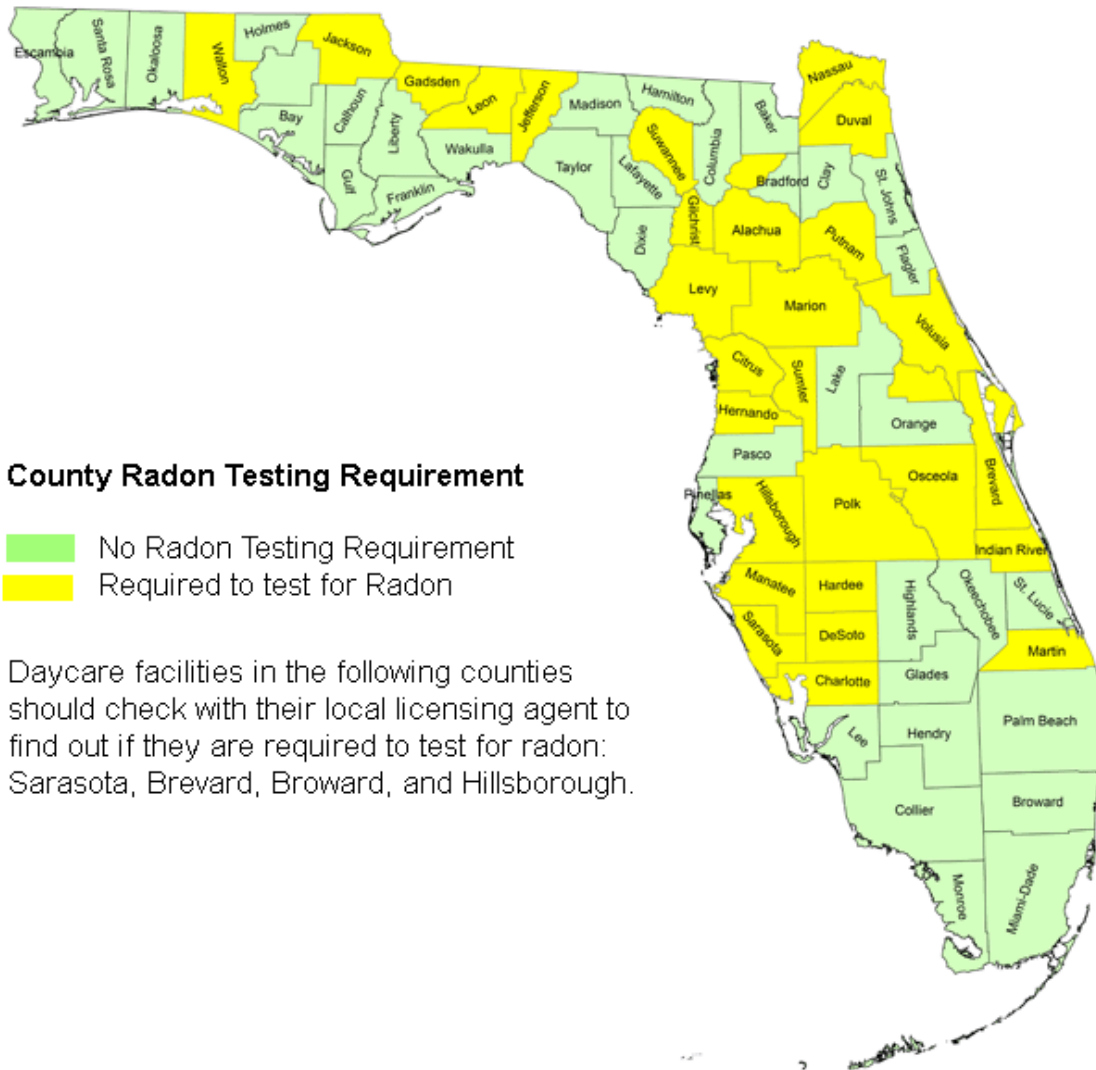 Escambia
Santa Rosa
Okaloosa
Walton
Holmes
Jackson
Bay
Calhoun
Gulf
Liberty
Franklin
Gadsden
Leon
Wakulla
Jefferson
Madison
Taylor
Hamilton
Suwannee
Lafayette
Dixie
Columbia
Gilchrist
Baker
Nassau
Duval
Bradford
Clay
St. Johns
Alachua
Putnam
Flagler
Levy
Marion
Volusia
Citrus
Sumter
Lake
Hernando
Orange
Pasco
Pinellas
Hillsborough
Polk
Osceola
Brevard
Indian River
Manatee
Hardee
Highlands
Okeechobee
St. Lucie
Sarasota
DeSoto
Martin
Charlotte
Glades
Lee
Hendry
Palm Beach
Collier
Broward
Monroe
Miami-Dade
County Radon Testing Requirement
No Radon Testing Requirement
Required to test for Radon
Daycare facilities in the following counties
should check with their local licensing agent to
find out if they are required to test for radon:
Sarasota, Brevard, Broward, and Hillsborough.